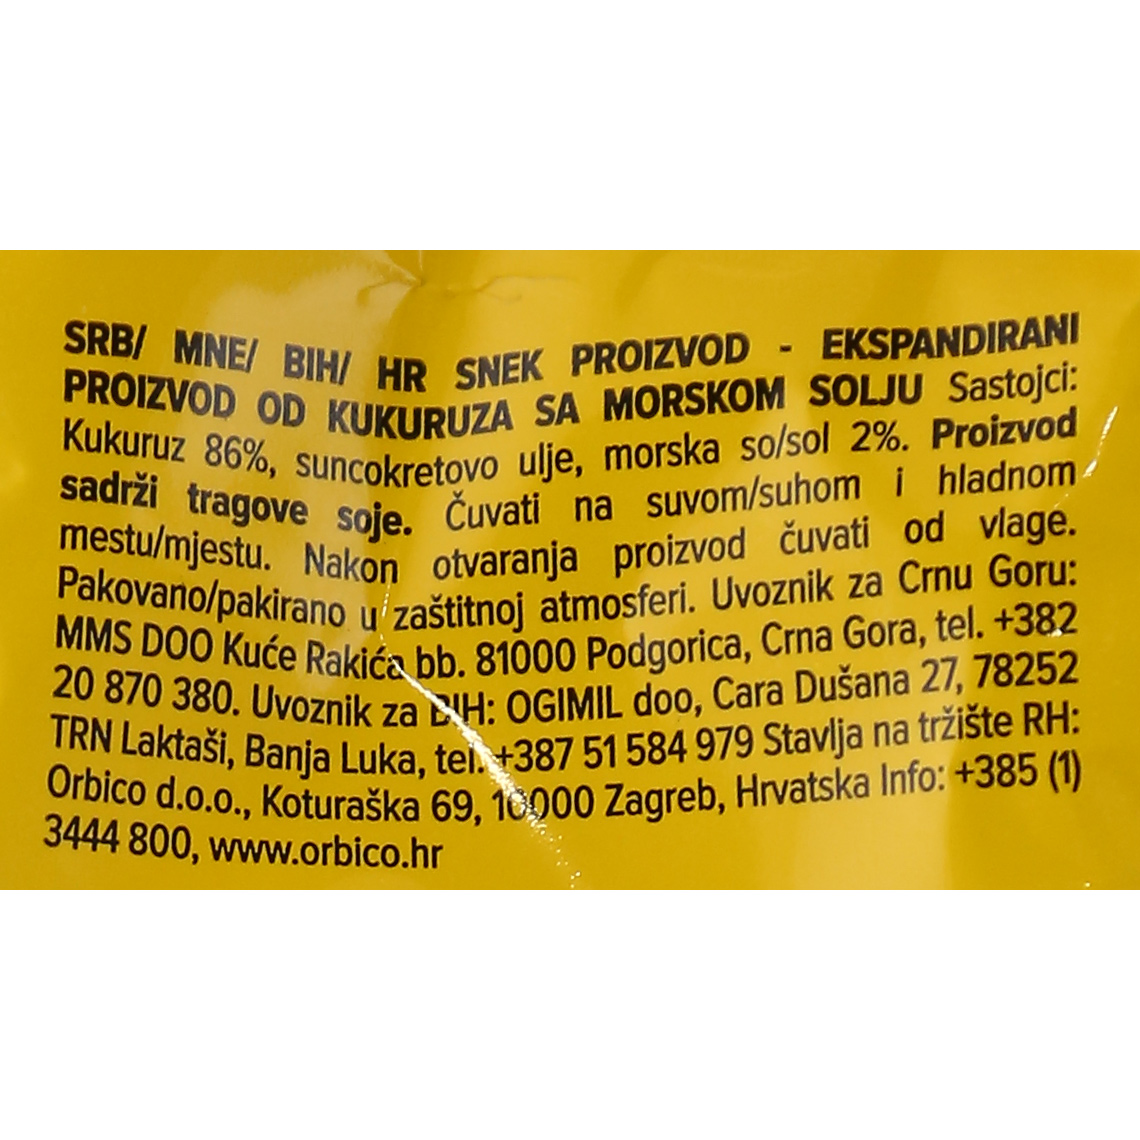 SRB/ MNE/ BIH/ HR SNEK PROIZVOD - EKSPANDIRANI
PROIZVOD OD KUKURUZA SA MORSKOM SOLJU Sastojci:
Kukuruz 86%, suncokretovo ulje, morska so/sol 2%. Proizvod
sadrži tragove soje. Čuvati na suvom/suhom i hladnom
mestu/mjestu. Nakon otvaranja proizvod čuvati od vlage.
Pakovano/pakirano u zaštitnoj atmosferi. Uvoznik za Crnu Goru:
MMS DOO Kuće Rakića bb. 81000 Podgorica, Crna Gora, tel. +382
20 870 380. Uvoznik za BIH: OGIMIL doo, Cara Dušana 27, 78252
TRN Laktaši, Banja Luka, tel. +387 51 584 979 Stavlja na tržište RH:
Orbico d.o.o., Koturaška 69, 10000 Zagreb, Hrvatska Info: +385 (1)
3444 800, www.orbico.hr